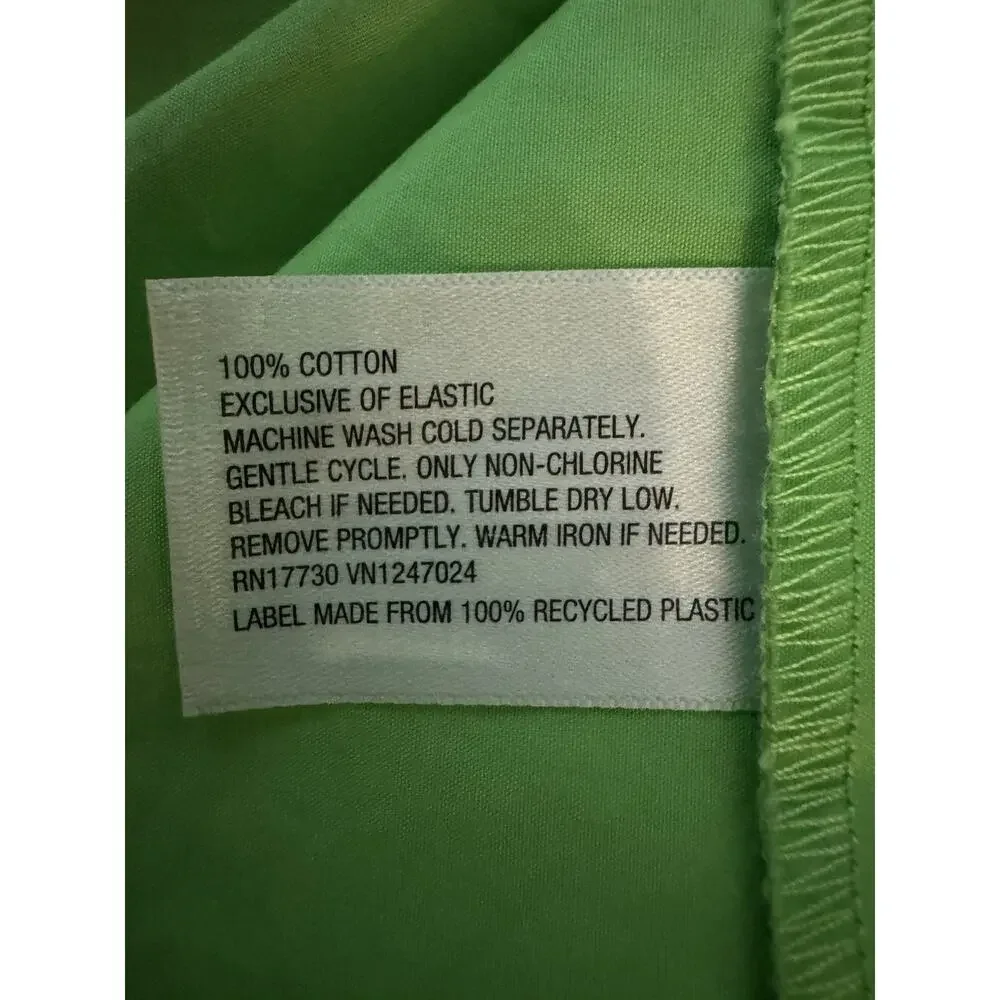 100% COTTON
EXCLUSIVE OF ELASTIC
MACHINE WASH COLD SEPARATELY.
GENTLE CYCLE. ONLY NON-CHLORINE
BLEACH IF NEEDED. TUMBLE DRY LOW.
REMOVE PROMPTLY. WARM IRON IF NEEDED.
RN17730 VN1247024
LABEL MADE FROM 100% RECYCLED PLASTIC